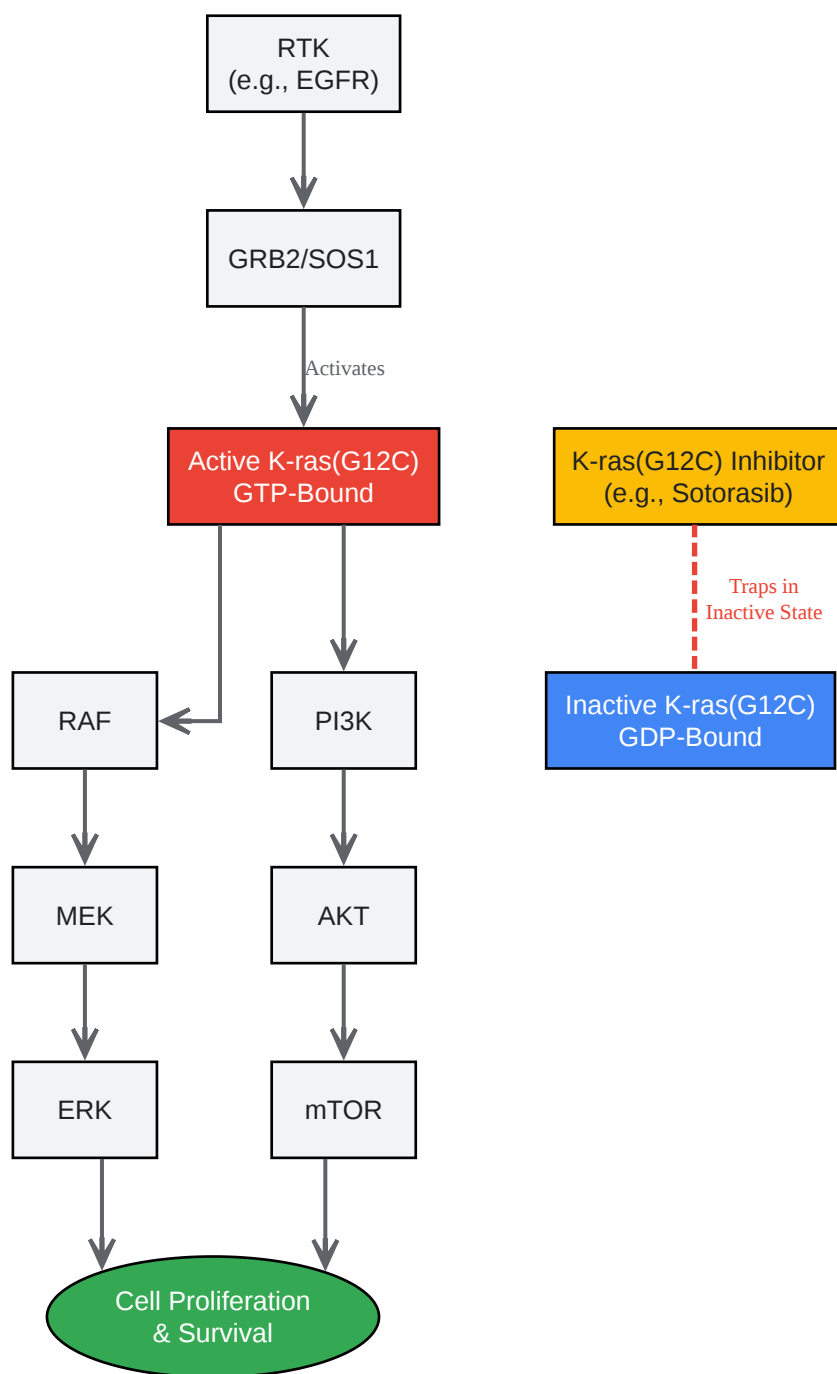 RTK
(e.g., EGFR)
GRB2/SOS1
Activates
Active K-ras(G12C)
GTP-Bound
K-ras(G12C) Inhibitor
(e.g., Sotorasib)
Traps in
Inactive State
RAF
PI3K
Inactive K-ras(G12C)
GDP-Bound
MEK
AKT
ERK
mTOR
Cell Proliferation
& Survival